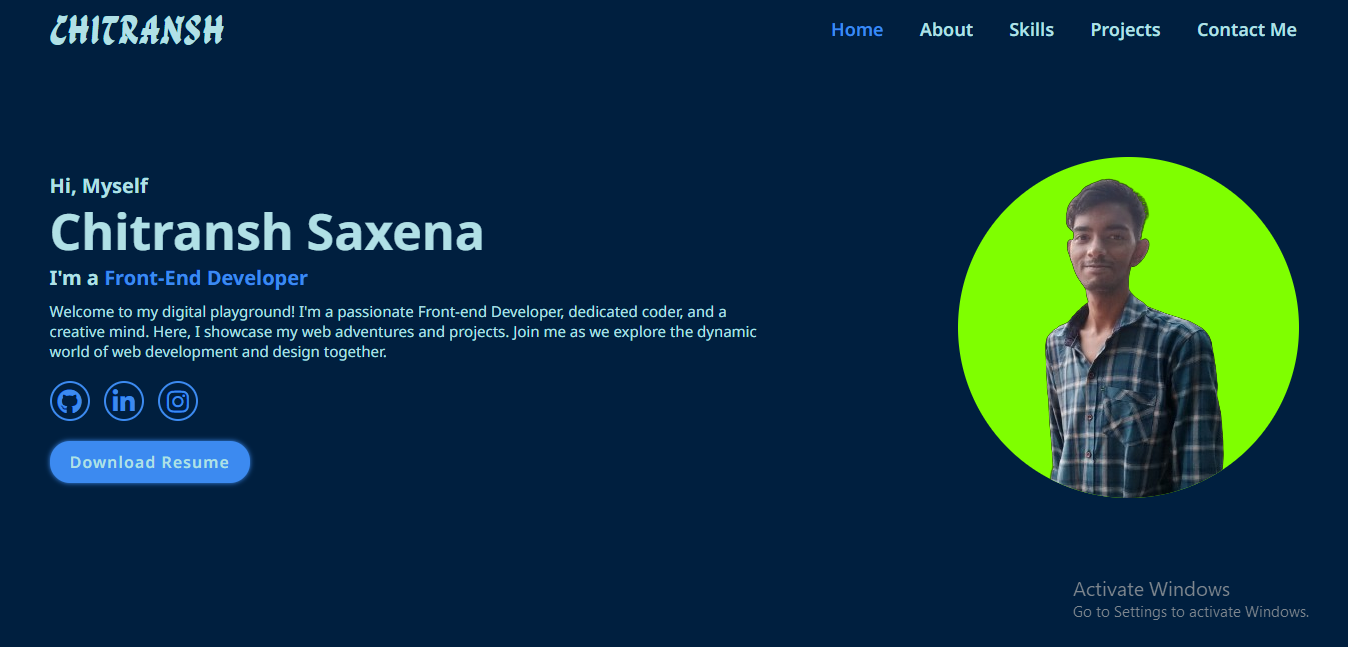 CHITRANSH
Home About Skills Projects Contact Me
Hi, Myself
Chitransh Saxena
I'm a Front-End Developer
Welcome to my digital playground! I'm a passionate Front-end Developer, dedicated coder, and a
creative mind. Here, I showcase my web adventures and projects. Join me as we explore the dynamic
world of web development and design together.
in
Download Resume
Activate Windows
Go to Settings to activate Windows.